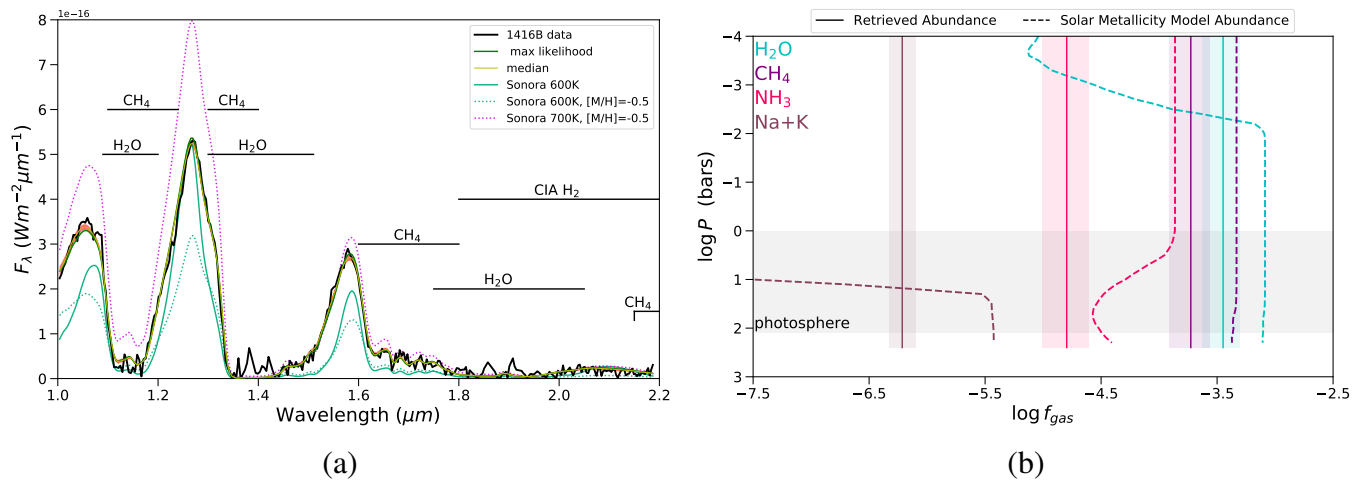 1e−16
8
7
6
5
4
3
2
1
0
F_λ (Wm⁻²μm⁻¹)
1416B data
max likelihood
median
Sonora 600K
Sonora 600K, [M/H]=-0.5
Sonora 700K, [M/H]=-0.5
CH₄ CH₄
H₂O H₂O
CIA H₂
CH₄
H₂O
CH₄
1.0 1.2 1.4 1.6 1.8 2.0 2.2
Wavelength (μm)
(a)
Retrieved Abundance Solar Metallicity Model Abundance
H₂O
CH₄
NH₃
Na+K
−4
−3
−2
−1
0
1
2
3
log P (bars)
photosphere
−7.5 −6.5 −5.5 −4.5 −3.5 −2.5
log f_gas
(b)